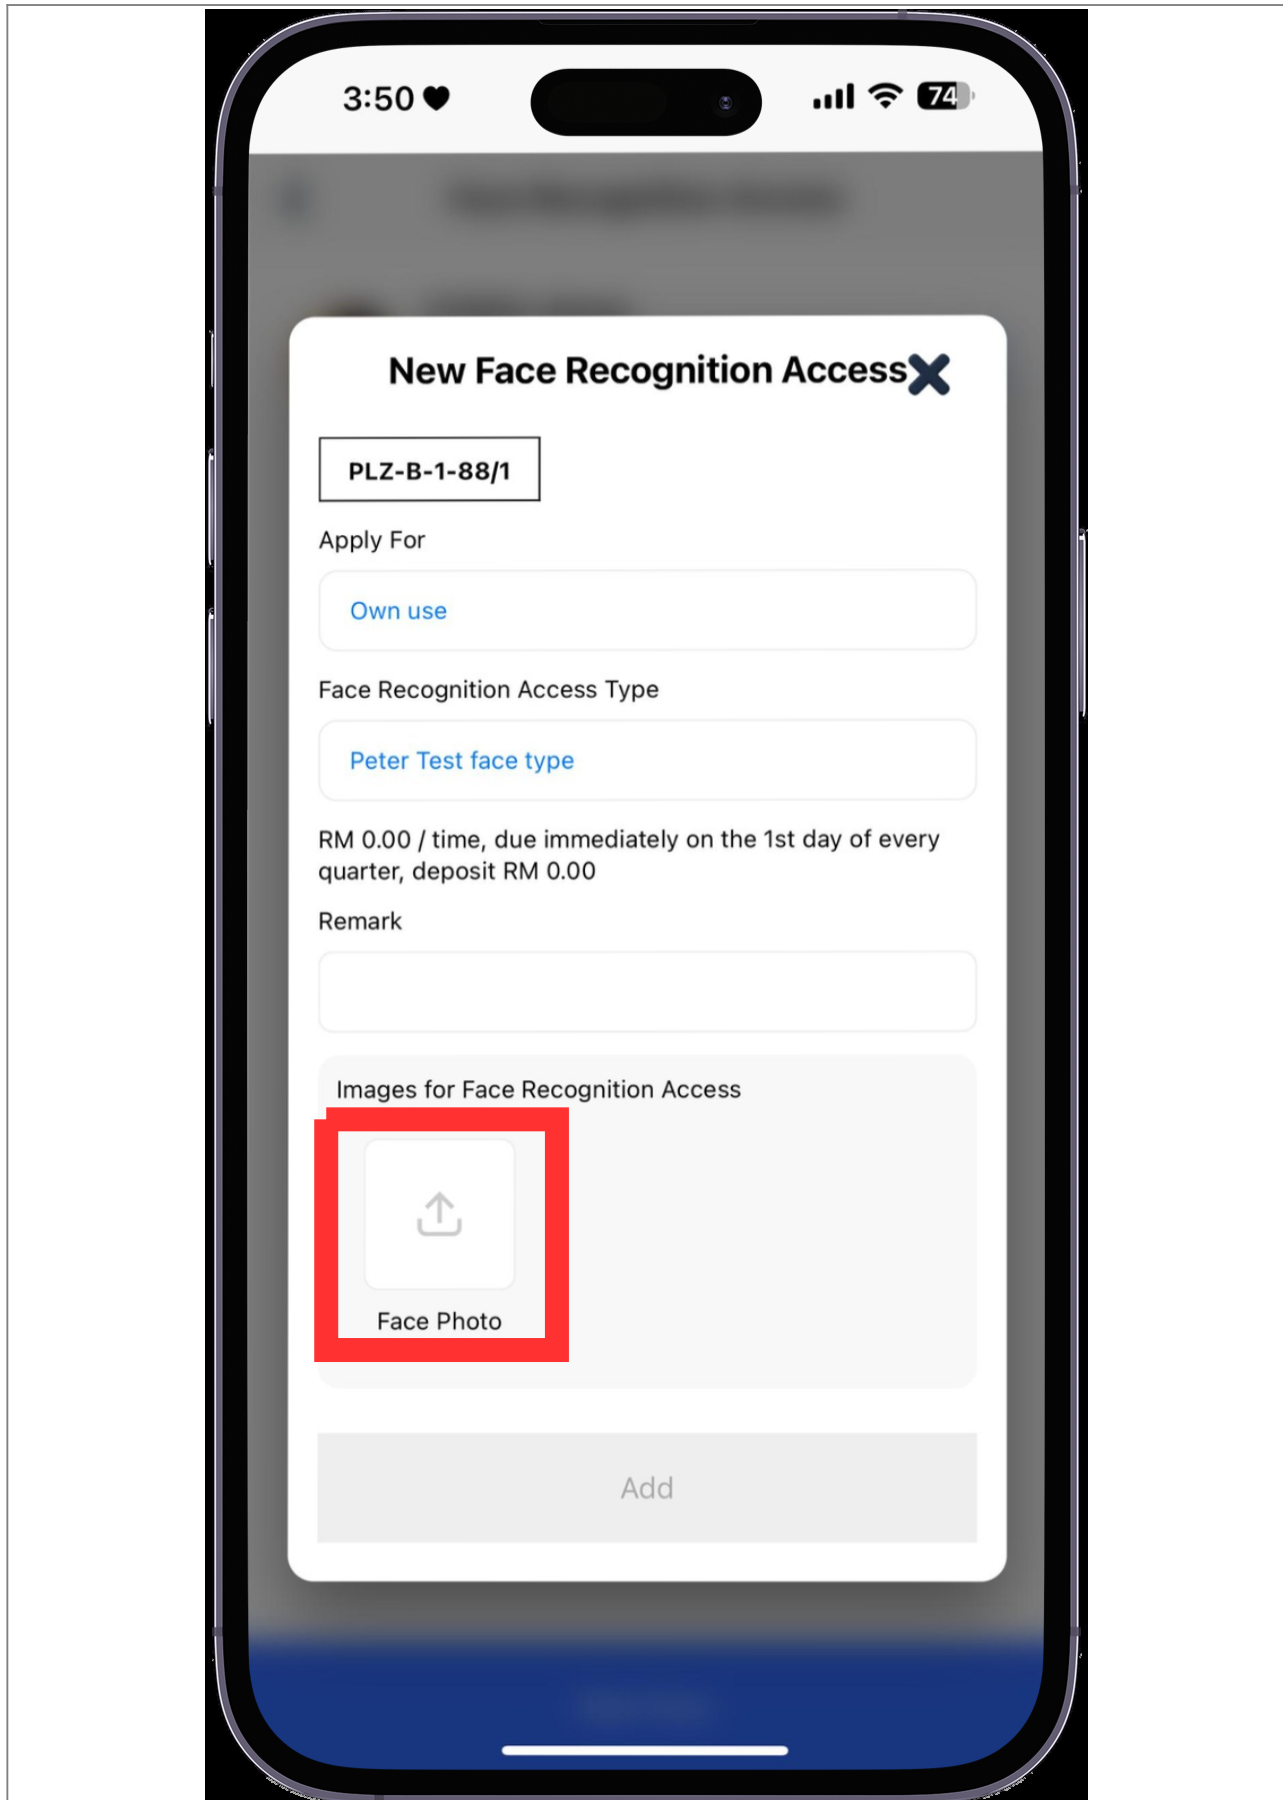 3:50
74
New Face Recognition Access
PLZ-B-1-88/1
Apply For
Own use
Face Recognition Access Type
Peter Test face type
RM 0.00 / time, due immediately on the 1st day of every
quarter, deposit RM 0.00
Remark
Images for Face Recognition Access
Face Photo
Add